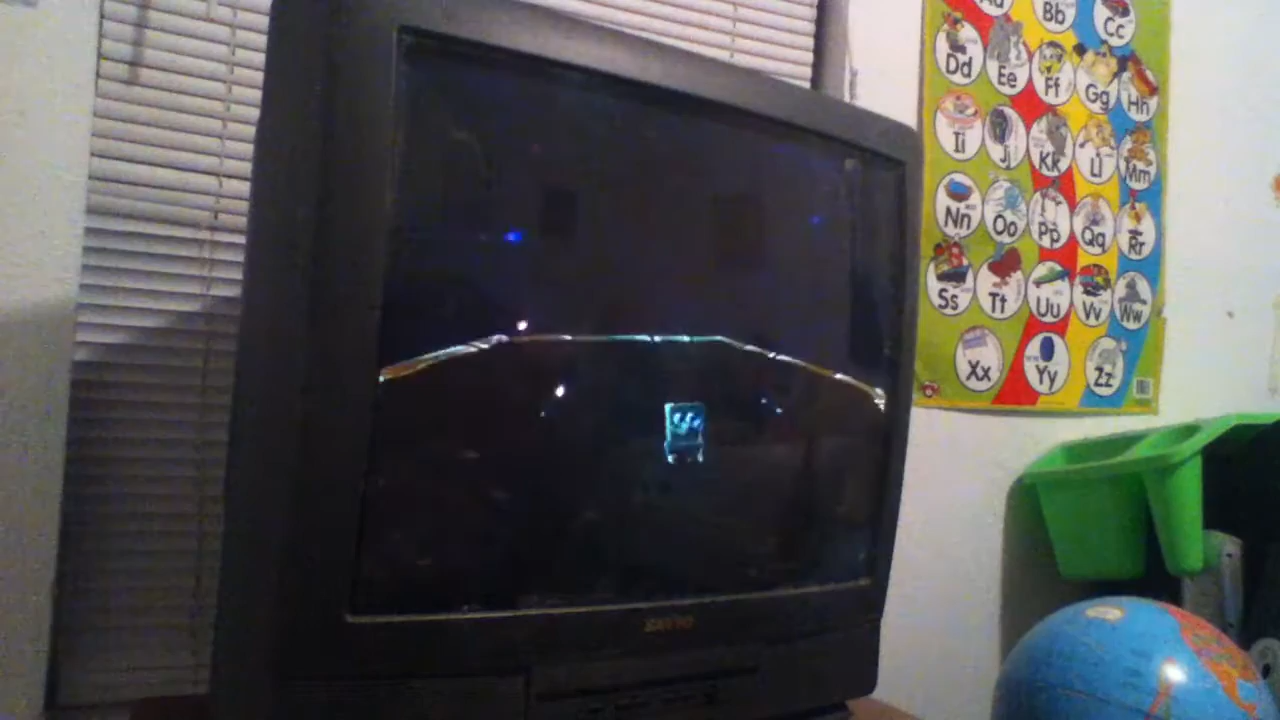 Aa Bb Cc
Dd Ee Ff Gg Hh
Ii Jj Kk Ll Mm
Nn Oo Pp Qq Rr
Ss Tt Uu Vv Ww
Xx Yy Zz
SANYO